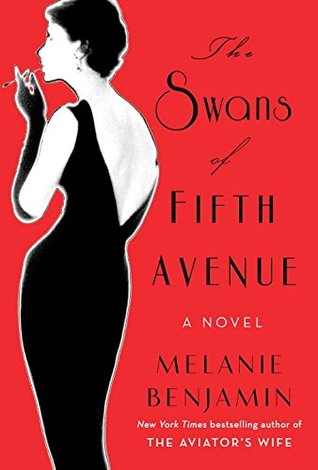 The
Swans
of
FIFTH
AVENUE
A NOVEL
MELANIE
BENJAMIN
New York Times bestselling author of
THE AVIATOR'S WIFE